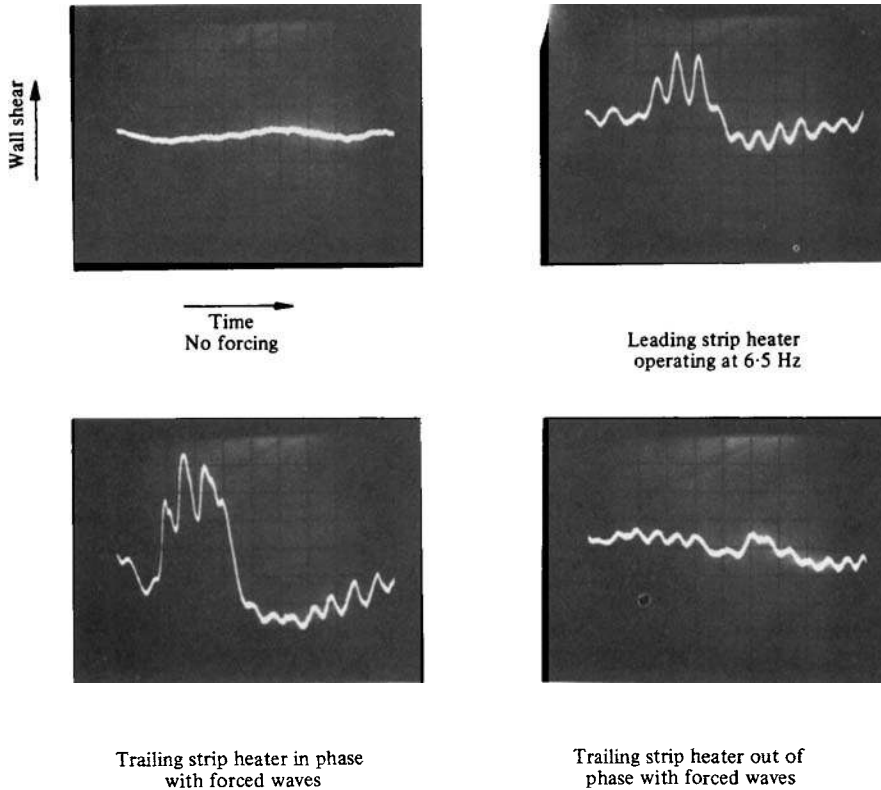 Wall shear
Time
No forcing
Leading strip heater
operating at 6·5 Hz
Trailing strip heater in phase
with forced waves
Trailing strip heater out of
phase with forced waves